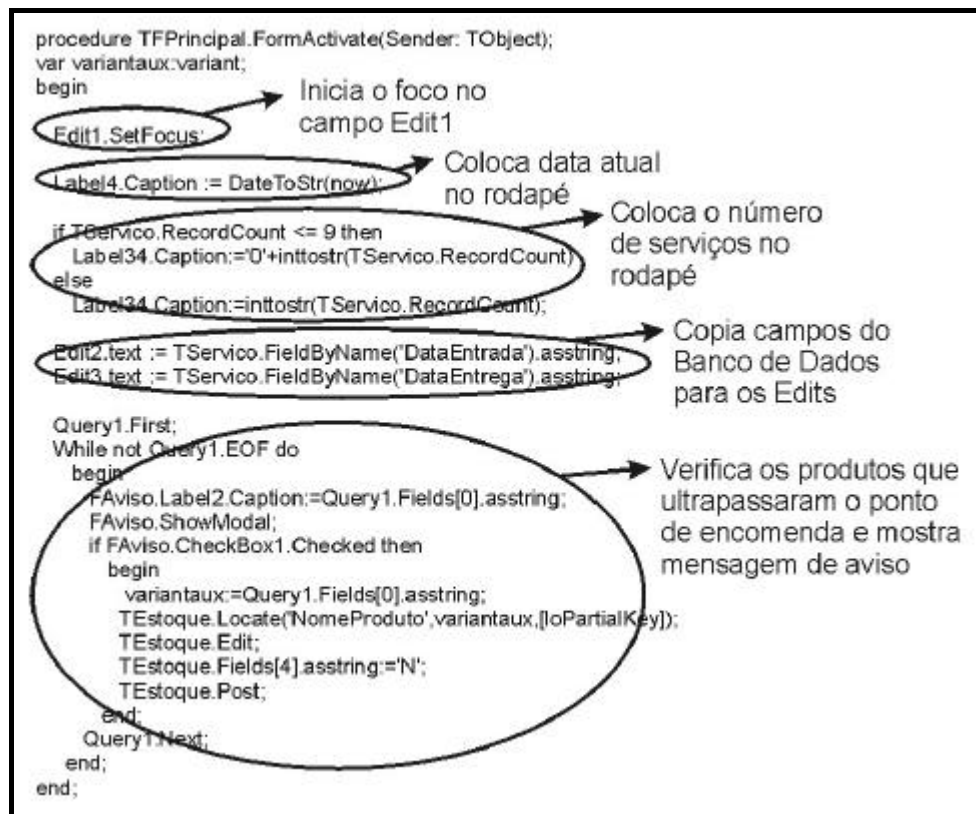 procedure TFPrincipal.FormActivate(Sender: TObject);
var variantaux:variant;
begin
Edit1.SetFocus;
Inicia o foco no
campo Edit1
Label4.Caption := DateToStr(now);
Coloca data atual
no rodapé
if TServico.RecordCount <= 9 then
Label34.Caption:='0'+inttostr(TServico.RecordCount)
else
Label34.Caption:=inttostr(TServico.RecordCount);
Coloca o número
de serviços no
rodapé
Edit2.text := TServico.FieldByName('DataEntrada').asstring;
Edit3.text := TServico.FieldByName('DataEntrega').asstring;
Copia campos do
Banco de Dados
para os Edits
Query1.First;
While not Query1.EOF do
begin
FAviso.Label2.Caption:=Query1.Fields[0].asstring;
FAviso.ShowModal;
if FAviso.CheckBox1.Checked then
begin
variantaux:=Query1.Fields[0].asstring;
TEstoque.Locate('NomeProduto',variantaux,[loPartialKey]);
TEstoque.Edit;
TEstoque.Fields[4].asstring:='N';
TEstoque.Post;
end;
Query1.Next;
end;
end;
Verifica os produtos que
ultrapassaram o ponto
de encomenda e mostra
mensagem de aviso